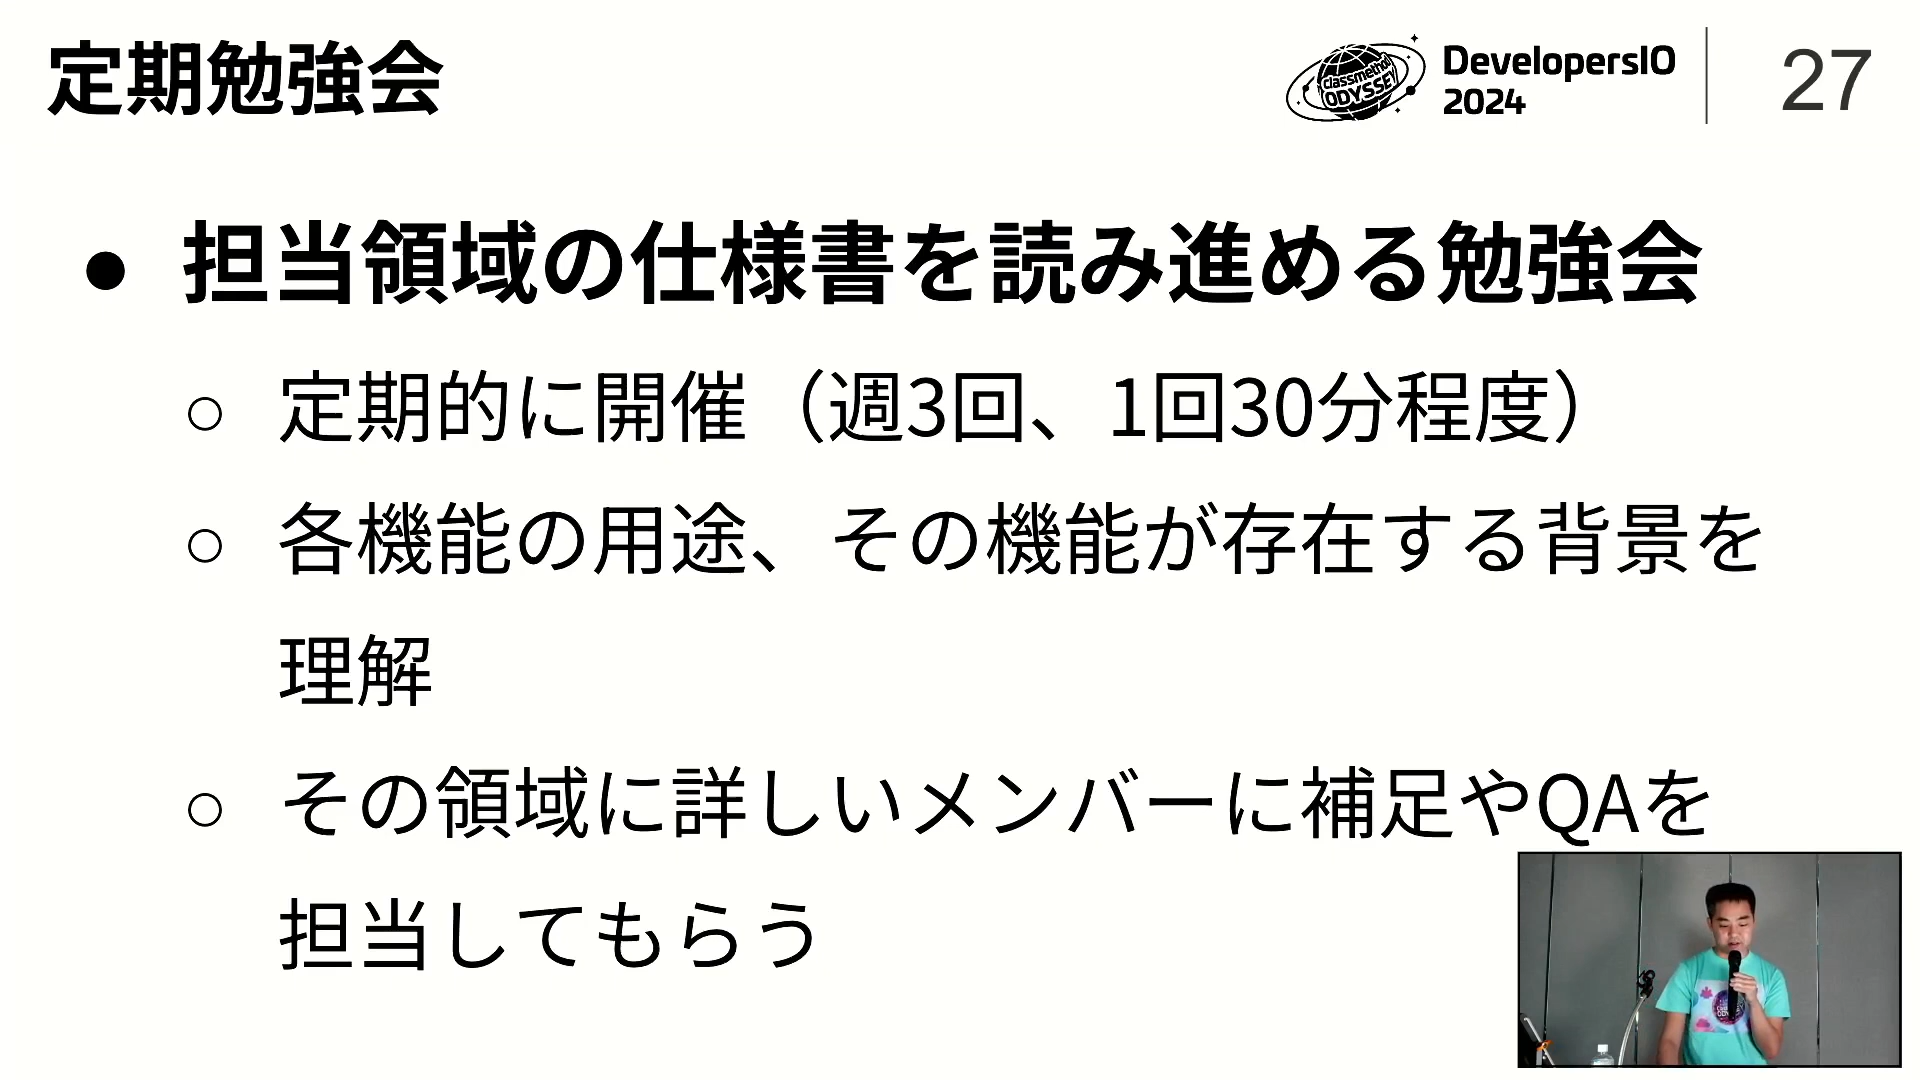 定期勉強会
classmethod
ODYSSEY
DevelopersIO
2024
27
● 担当領域の仕様書を読み進める勉強会
○ 定期的に開催（週3回、1回30分程度）
○ 各機能の用途、その機能が存在する背景を
理解
○ その領域に詳しいメンバーに補足やQAを
担当してもらう